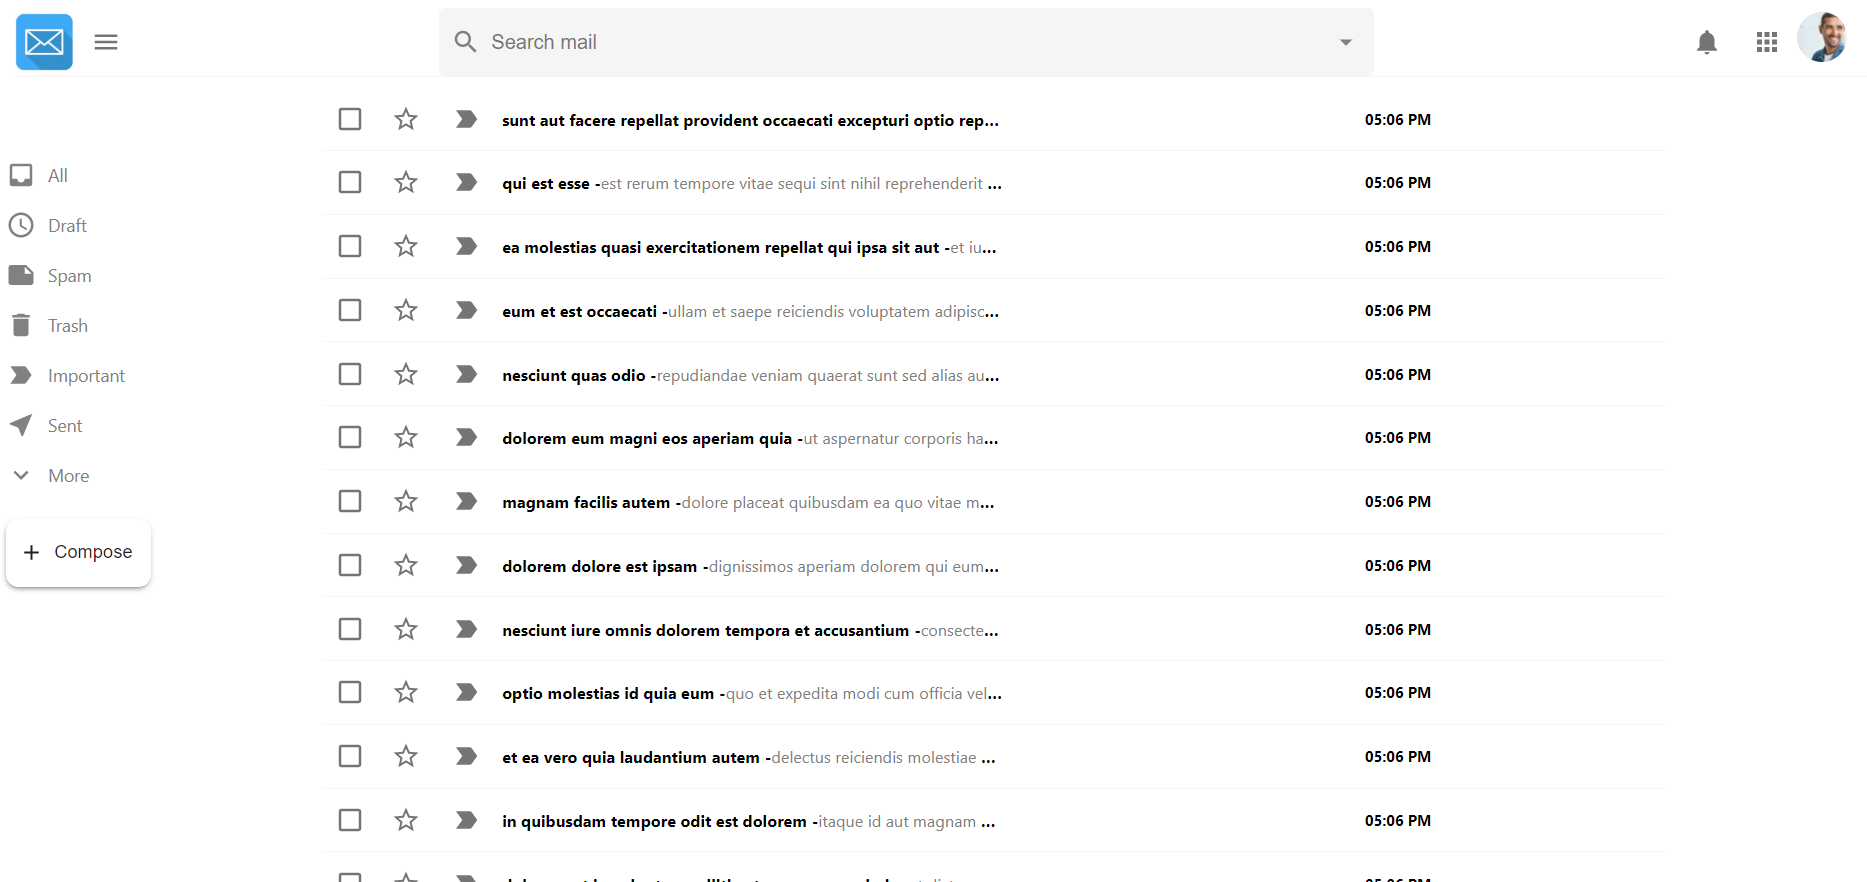 Search mail
All
Draft
Spam
Trash
Important
Sent
More
Compose
sunt aut facere repellat provident occaecati excepturi optio rep... 05:06 PM
qui est esse -est rerum tempore vitae sequi sint nihil reprehenderit ... 05:06 PM
ea molestias quasi exercitationem repellat qui ipsa sit aut -et iu... 05:06 PM
eum et est occaecati -ullam et saepe reiciendis voluptatem adipisc... 05:06 PM
nesciunt quas odio -repudiandae veniam quaerat sunt sed alias au... 05:06 PM
dolorem eum magni eos aperiam quia -ut aspernatur corporis ha... 05:06 PM
magnam facilis autem -dolore placeat quibusdam ea quo vitae m... 05:06 PM
dolorem dolore est ipsam -dignissimos aperiam dolorem qui eum... 05:06 PM
nesciunt iure omnis dolorem tempora et accusantium -consecte... 05:06 PM
optio molestias id quia eum -quo et expedita modi cum officia vel... 05:06 PM
et ea vero quia laudantium autem -delectus reiciendis molestiae ... 05:06 PM
in quibusdam tempore odit est dolorem -itaque id aut magnam ... 05:06 PM